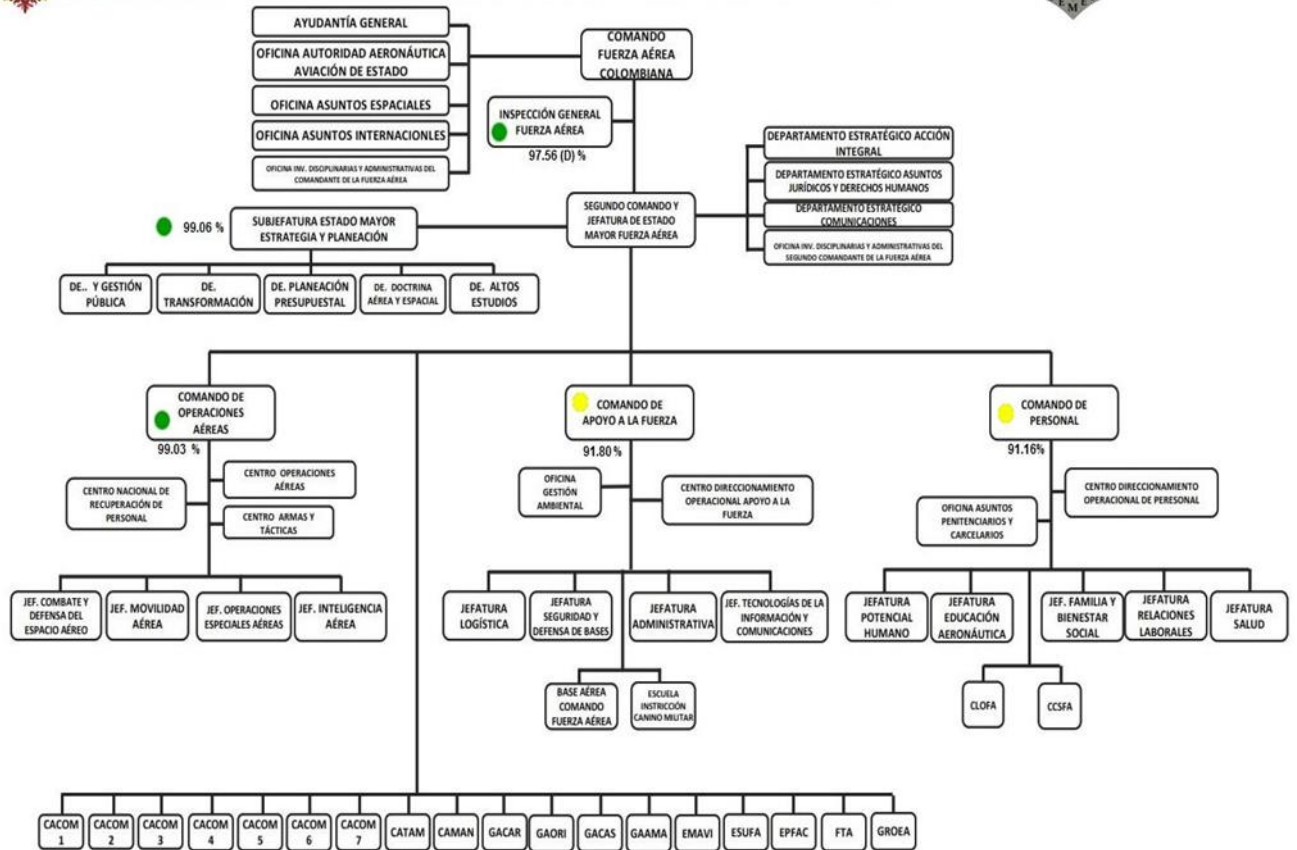 EME
AYUDANTÍA GENERAL
COMANDO
FUERZA AÉREA
COLOMBIANA
OFICINA AUTORIDAD AERONÁUTICA
AVIACIÓN DE ESTADO
OFICINA ASUNTOS ESPACIALES
OFICINA ASUNTOS INTERNACIONLES
OFICINA INV. DISCIPLINARIAS Y ADMINISTRATIVAS DEL
COMANDANTE DE LA FUERZA AÉREA
INSPECCIÓN GENERAL
FUERZA AÉREA
97.56 (D) %
DEPARTAMENTO ESTRATÉGICO ACCIÓN
INTEGRAL
DEPARTAMENTO ESTRATÉGICO ASUNTOS
JURÍDICOS Y DERECHOS HUMANOS
DEPARTAMENTO ESTRATÉGICO
COMUNICACIONES
OFICINA INV. DISCIPLINARIAS Y ADMINISTRATIVAS DEL
SEGUNDO COMANDANTE DE LA FUERZA AÉREA
SEGUNDO COMANDO Y
JEFATURA DE ESTADO
MAYOR FUERZA AÉREA
99.06 %
SUBJEFATURA ESTADO MAYOR
ESTRATEGIA Y PLANEACIÓN
DE.. Y GESTIÓN
PÚBLICA
DE.
TRANSFORMACIÓN
DE. PLANEACIÓN
PRESUPUESTAL
DE. DOCTRINA
AÉREA Y ESPACIAL
DE. ALTOS
ESTUDIOS
COMANDO DE
OPERACIONES
AÉREAS
99.03 %
COMANDO DE
APOYO A LA FUERZA
91.80%
COMANDO DE
PERSONAL
91.16%
CENTRO NACIONAL DE
RECUPERACIÓN DE
PERSONAL
CENTRO OPERACIONES
AÉREAS
CENTRO ARMAS Y
TÁCTICAS
OFICINA
GESTIÓN
AMBIENTAL
CENTRO DIRECCIONAMIENTO
OPERACIONAL APOYO A LA
FUERZA
OFICINA ASUNTOS
PENITENCIARIOS Y
CARCELARIOS
CENTRO DIRECCIONAMIENTO
OPERACIONAL DE PERESONAL
JEF. COMBATE Y
DEFENSA DEL
ESPACIO AÉREO
JEF. MOVILIDAD
AÉREA
JEF. OPERACIONES
ESPECIALES AÉREAS
JEF. INTELIGENCIA
AÉREA
JEFATURA
LOGÍSTICA
JEFATURA
SEGURIDAD Y
DEFENSA DE BASES
JEFATURA
ADMINISTRATIVA
JEF. TECNOLOGÍAS DE LA
INFORMACIÓN Y
COMUNICACIONES
JEFATURA
POTENCIAL
HUMANO
JEFATURA
EDUCACIÓN
AERONÁUTICA
JEF. FAMILIA Y
BIENESTAR
SOCIAL
JEFATURA
RELACIONES
LABORALES
JEFATURA
SALUD
BASE AÉREA
COMANDO
FUERZA AÉREA
ESCUELA
INSTRICCIÓN
CANINO MILITAR
CLOFA
CCSFA
CACOM
1
CACOM
2
CACOM
3
CACOM
4
CACOM
5
CACOM
6
CACOM
7
CATAM
CAMAN
GACAR
GAORI
GACAS
GAAMA
EMAVI
ESUFA
EPFAC
FTA
GROEA